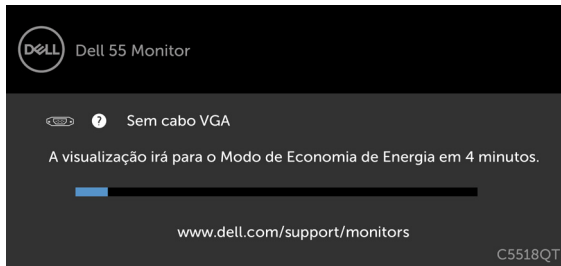 DELL Dell 55 Monitor
? Sem cabo VGA
A visualização irá para o Modo de Economia de Energia em 4 minutos.
www.dell.com/support/monitors
C5518QT